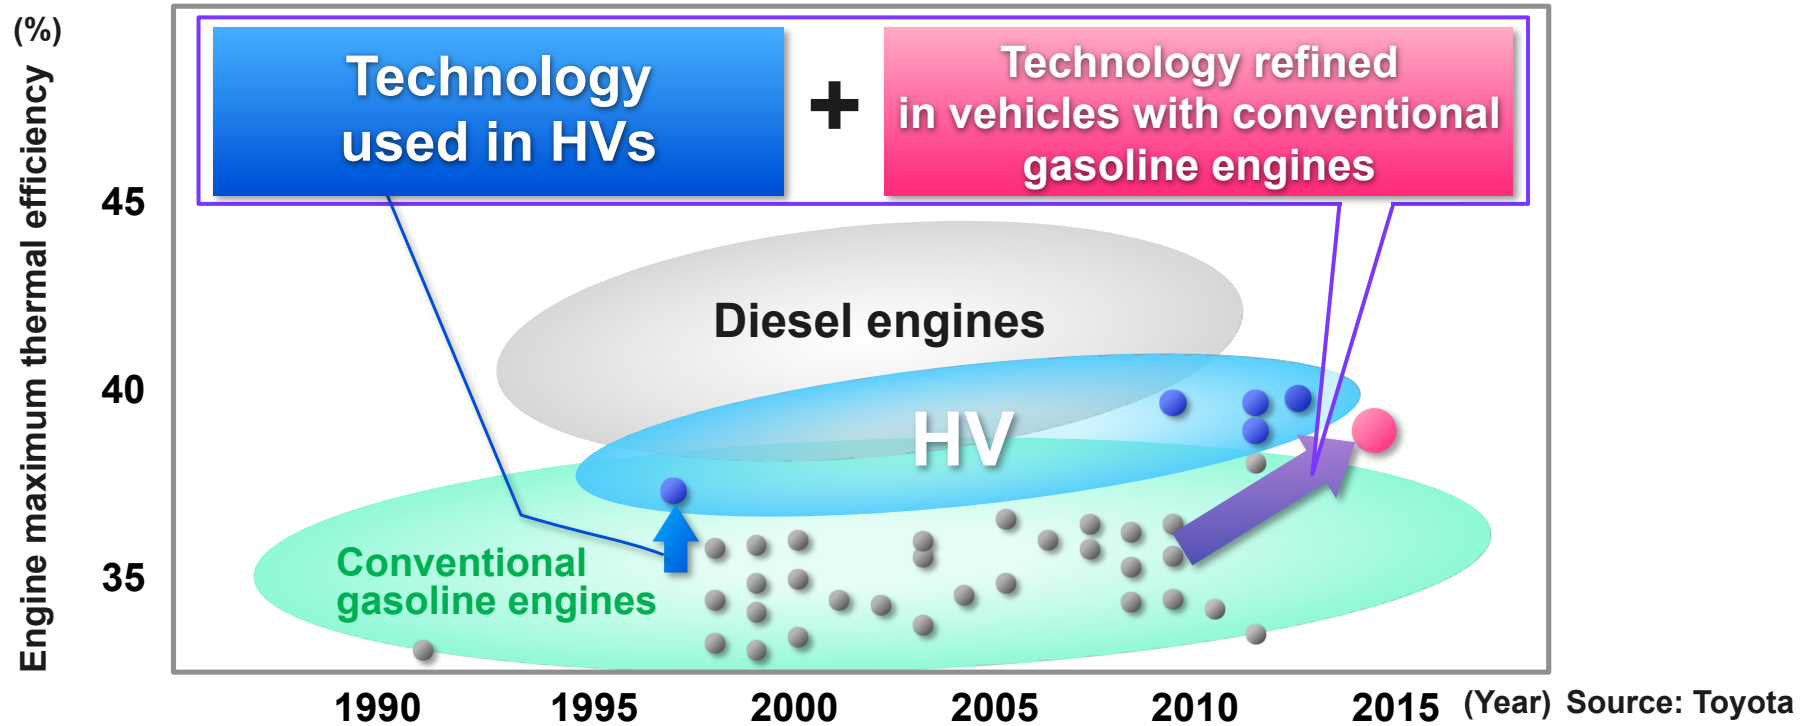 (%)
Engine maximum thermal efficiency
Technology
used in HVs
+
Technology refined
in vehicles with conventional
gasoline engines
45
40
35
Diesel engines
HV
Conventional
gasoline engines
1990
1995
2000
2005
2010
2015
(Year)
Source: Toyota